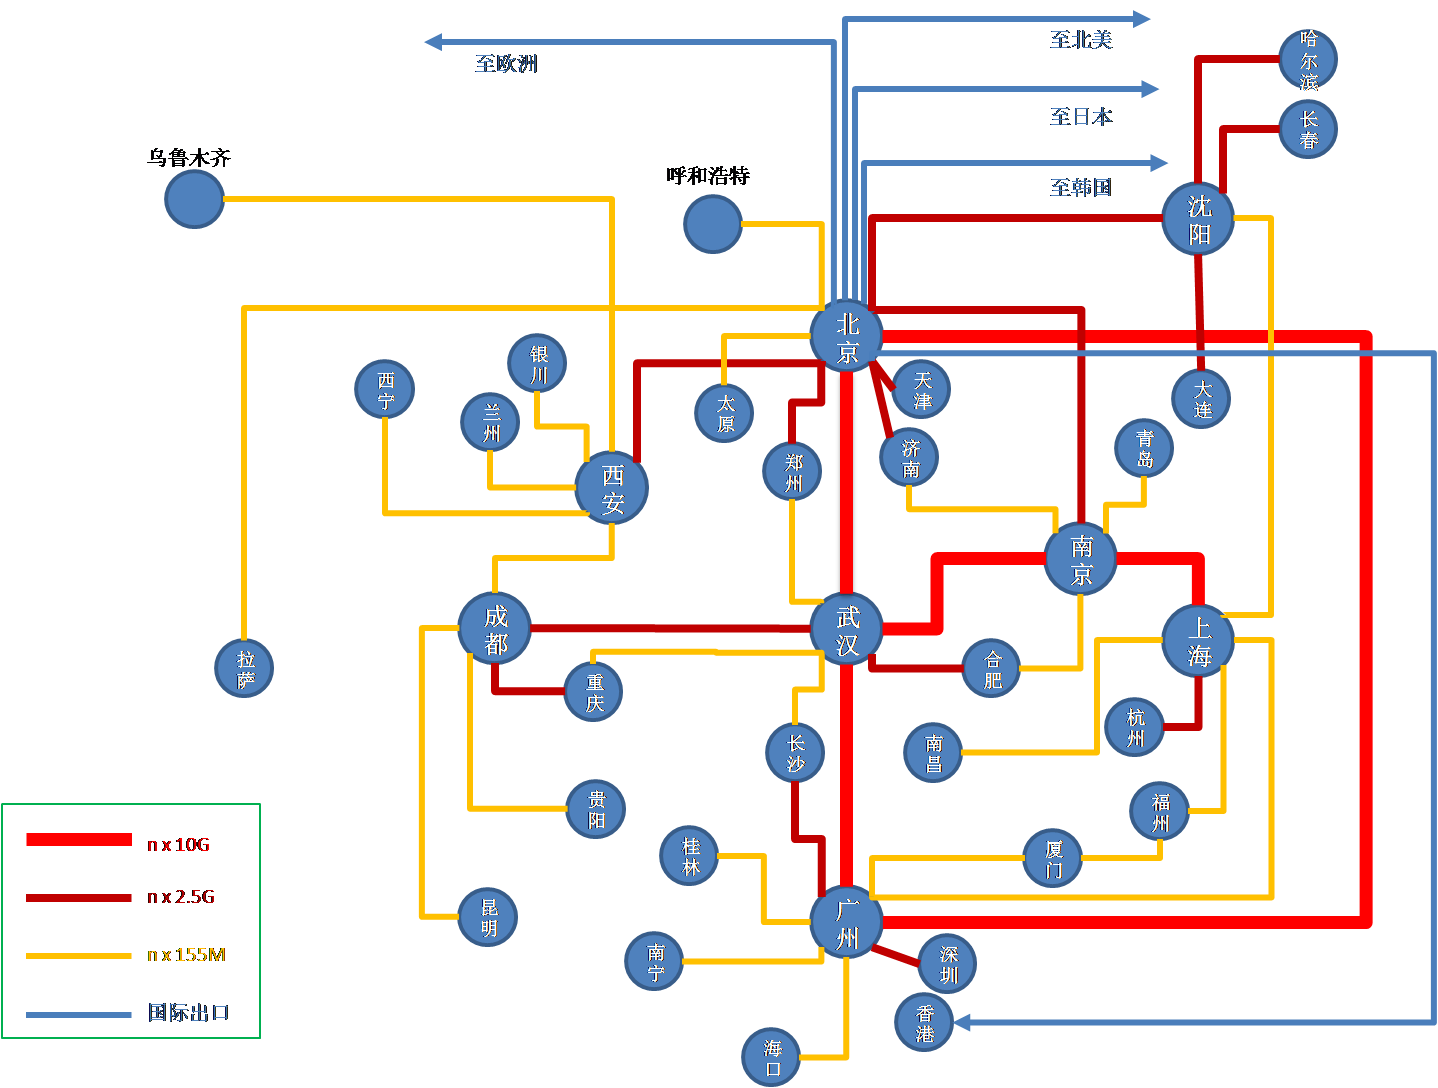 至北美
至欧洲
哈
尔
滨
至日本
长
春
乌鲁木齐
呼和浩特
至韩国
沈
阳
北
京
银
川
西
宁
兰
州
太
原
天
津
大
连
郑
州
济
南
青
岛
西
安
南
京
成
都
武
汉
上
海
拉
萨
重
庆
合
肥
长
沙
南
昌
杭
州
贵
阳
福
州
桂
林
厦
门
n x 10G
n x 2.5G
n x 155M
国际出口
昆
明
广
州
南
宁
深
圳
香
港
海
口